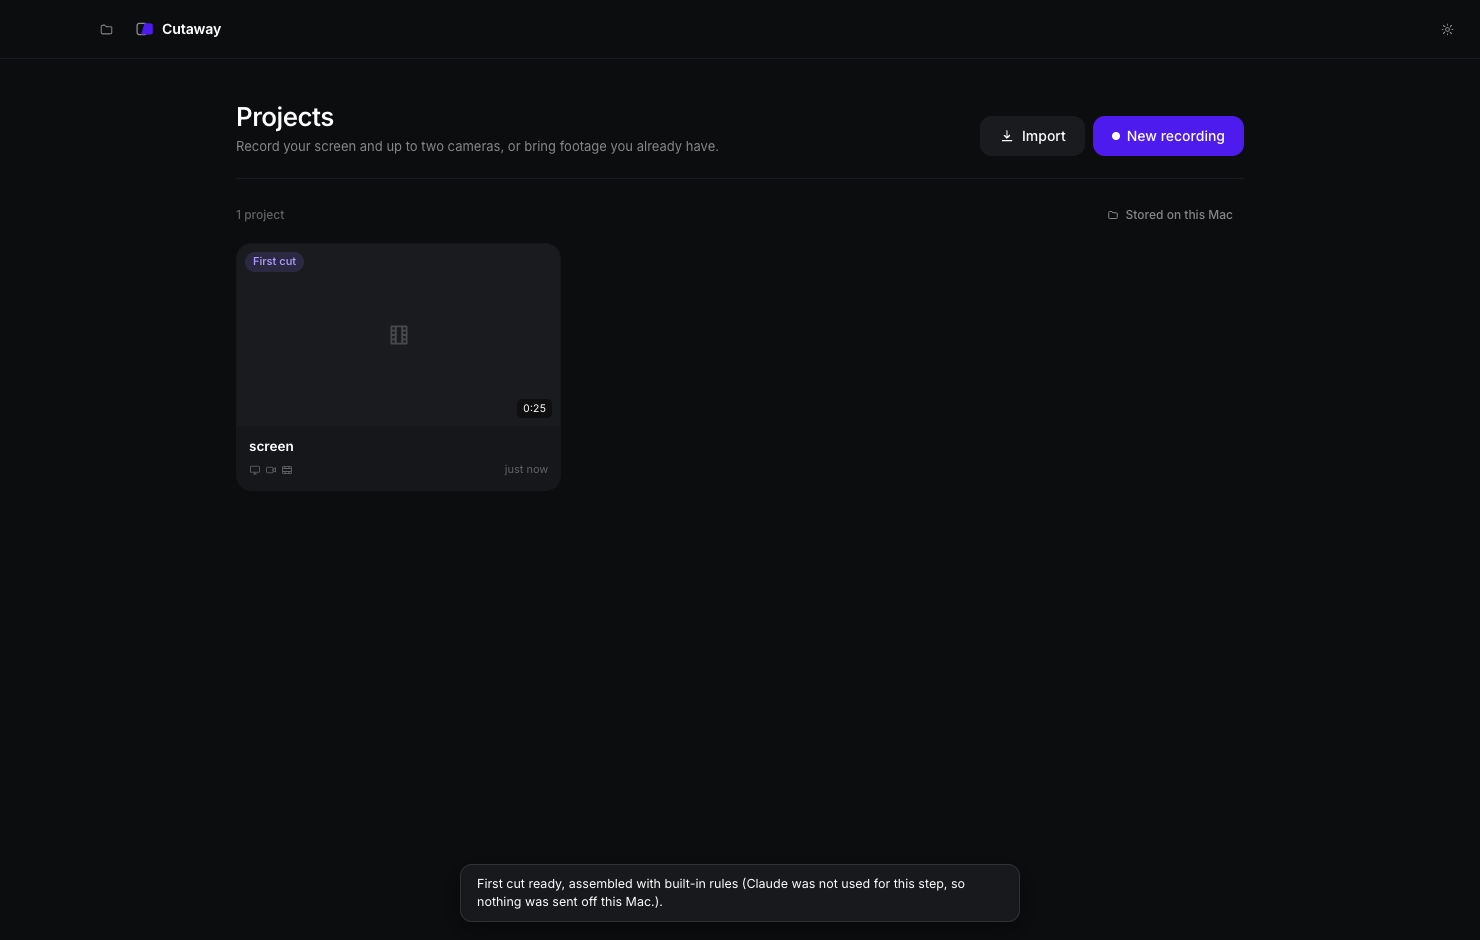 Cutaway
Projects
Record your screen and up to two cameras, or bring footage you already have.
Import
New recording
1 project
Stored on this Mac
First cut
0:25
screen
just now
First cut ready, assembled with built-in rules (Claude was not used for this step, so
nothing was sent off this Mac.).